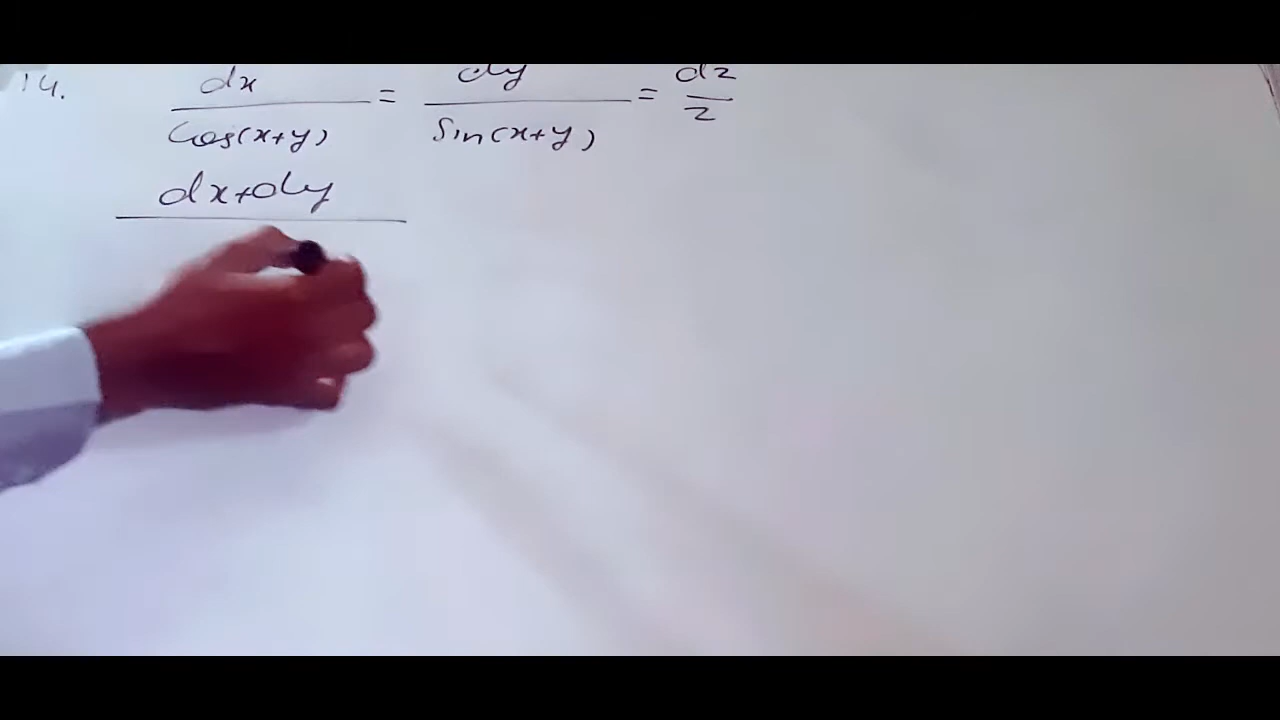 14. dx/cos(x+y) = dy/sin(x+y) = dz/z
dx+dy